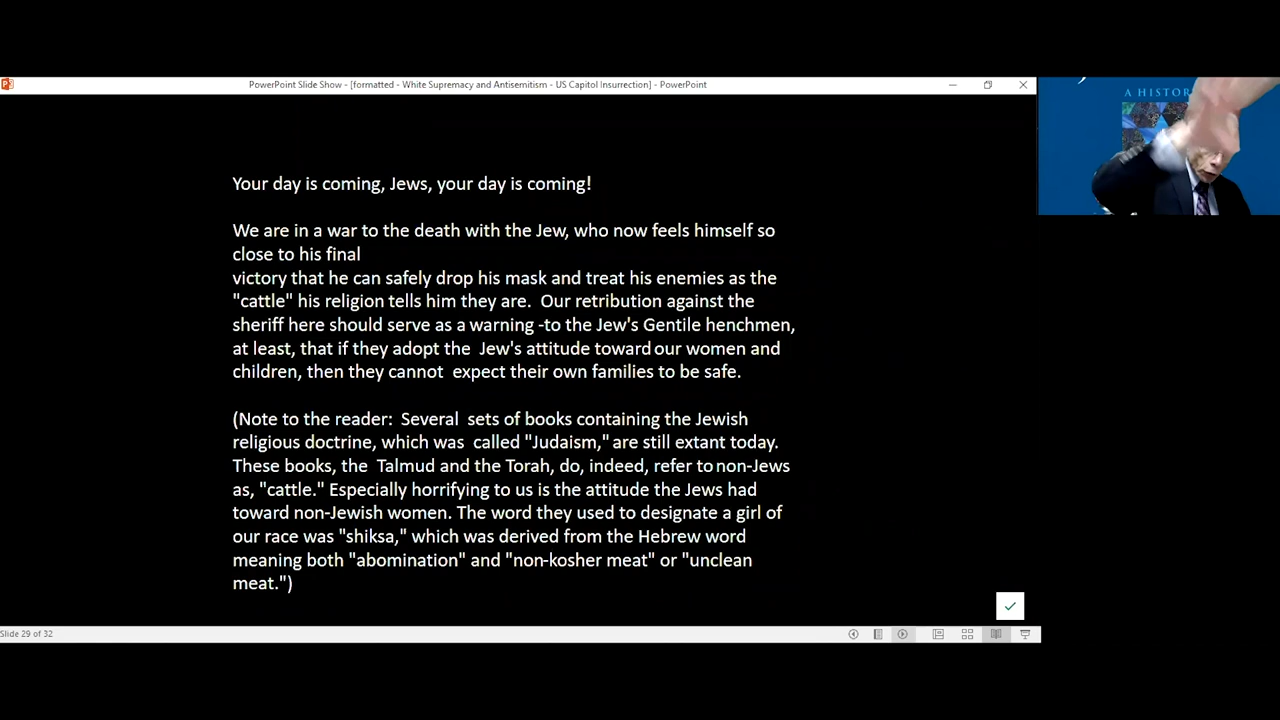 PowerPoint Slide Show - [formatted - White Supremacy and Antisemitism - US Capitol Insurrection] - PowerPoint
A HISTOR
Your day is coming, Jews, your day is coming!
We are in a war to the death with the Jew, who now feels himself so
close to his final
victory that he can safely drop his mask and treat his enemies as the
"cattle" his religion tells him they are.  Our retribution against the
sheriff here should serve as a warning -to the Jew's Gentile henchmen,
at least, that if they adopt the  Jew's attitude toward our women and
children, then they cannot  expect their own families to be safe.
(Note to the reader:  Several  sets of books containing the Jewish
religious doctrine, which was  called "Judaism," are still extant today.
These books, the  Talmud and the Torah, do, indeed, refer to non-Jews
as, "cattle." Especially horrifying to us is the attitude the Jews had
toward non-Jewish women. The word they used to designate a girl of
our race was "shiksa," which was derived from the Hebrew word
meaning both "abomination" and "non-kosher meat" or "unclean
meat.")
Slide 29 of 32